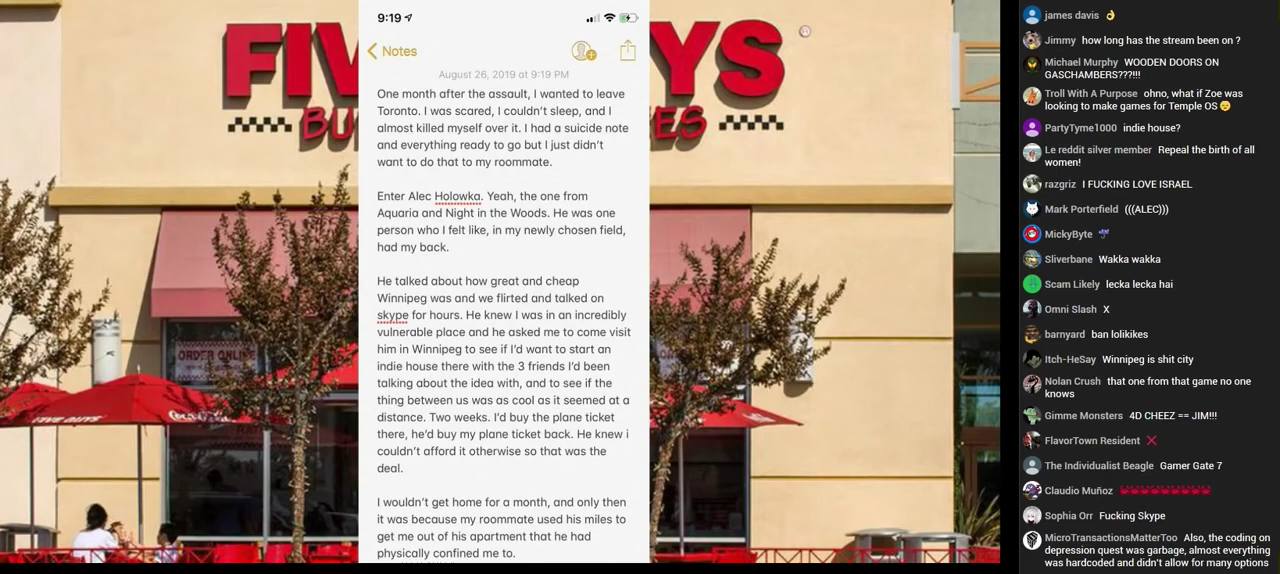 FIV
YS
BU
ES
ORDER ONLINE
FIVE GUYS
9:19
Notes
August 26, 2019 at 9:19 PM
One month after the assault, I wanted to leave
Toronto. I was scared, I couldn't sleep, and I
almost killed myself over it. I had a suicide note
and everything ready to go but I just didn't
want to do that to my roommate.
Enter Alec Holowka. Yeah, the one from
Aquaria and Night in the Woods. He was one
person who I felt like, in my newly chosen field,
had my back.
He talked about how great and cheap
Winnipeg was and we flirted and talked on
skype for hours. He knew I was in an incredibly
vulnerable place and he asked me to come visit
him in Winnipeg to see if I'd want to start an
indie house there with the 3 friends I'd been
talking about the idea with, and to see if the
thing between us was as cool as it seemed at a
distance. Two weeks. I'd buy the plane ticket
there, he'd buy my plane ticket back. He knew i
couldn't afford it otherwise so that was the
deal.
I wouldn't get home for a month, and only then
it was because my roommate used his miles to
get me out of his apartment that he had
physically confined me to.
james davis 👌
Jimmy how long has the stream been on ?
Michael Murphy WOODEN DOORS ON
GASCHAMBERS???!!!
Troll With A Purpose ohno, what if Zoe was
looking to make games for Temple OS 😔
PartyTyme1000 indie house?
Le reddit silver member Repeal the birth of all
women!
razgriz I FUCKING LOVE ISRAEL
Mark Porterfield (((ALEC)))
MickyByte
Sliverbane Wakka wakka
Scam Likely lecka lecka hai
Omni Slash X
barnyard ban lolikikes
Itch-HeSay Winnipeg is shit city
Nolan Crush that one from that game no one
knows
Gimme Monsters 4D CHEEZ == JIM!!!
FlavorTown Resident ❌
The Individualist Beagle Gamer Gate 7
Claudio Muñoz
Sophia Orr Fucking Skype
MicroTransactionsMatterToo Also, the coding on
depression quest was garbage, almost everything
was hardcoded and didn't allow for many options